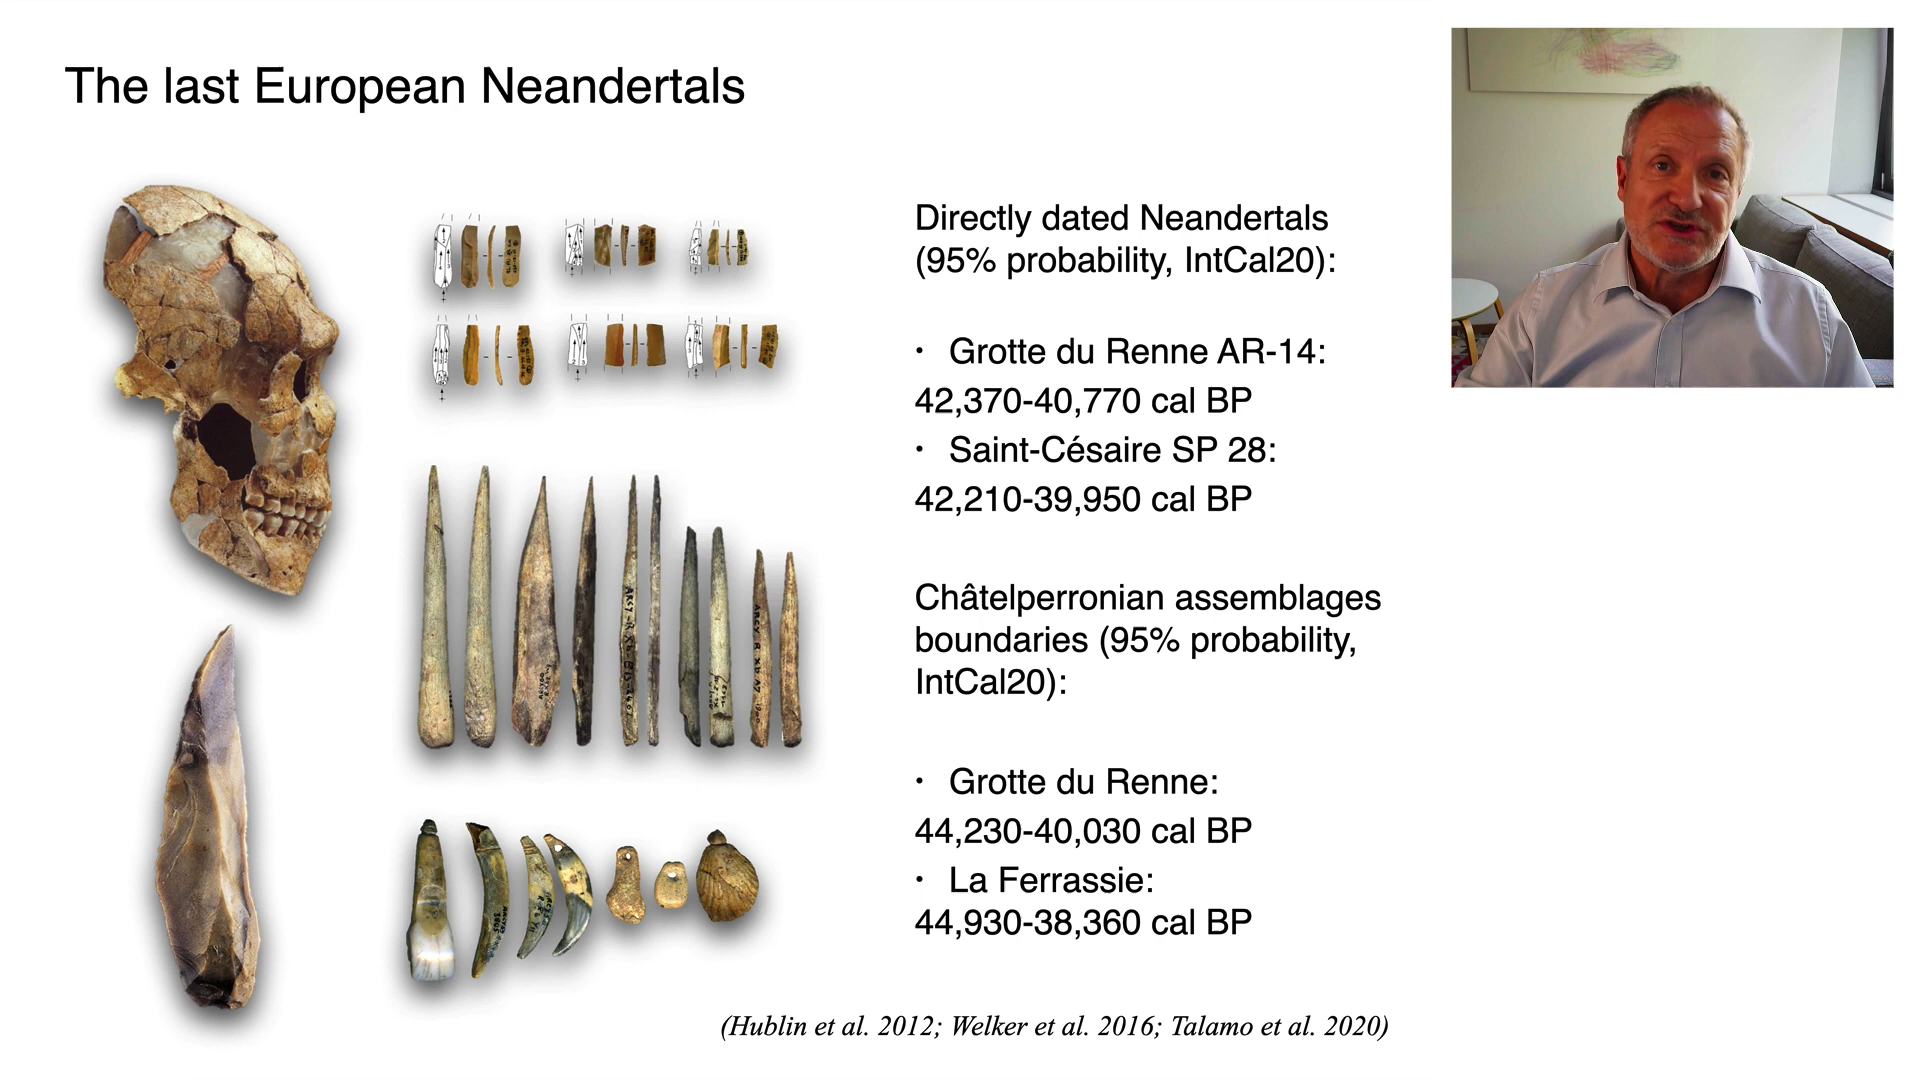 The last European Neandertals
Directly dated Neandertals
(95% probability, IntCal20):
• Grotte du Renne AR-14:
42,370-40,770 cal BP
• Saint-Césaire SP 28:
42,210-39,950 cal BP
Châtelperronian assemblages
boundaries (95% probability,
IntCal20):
• Grotte du Renne:
44,230-40,030 cal BP
• La Ferrassie:
44,930-38,360 cal BP
(Hublin et al. 2012; Welker et al. 2016; Talamo et al. 2020)